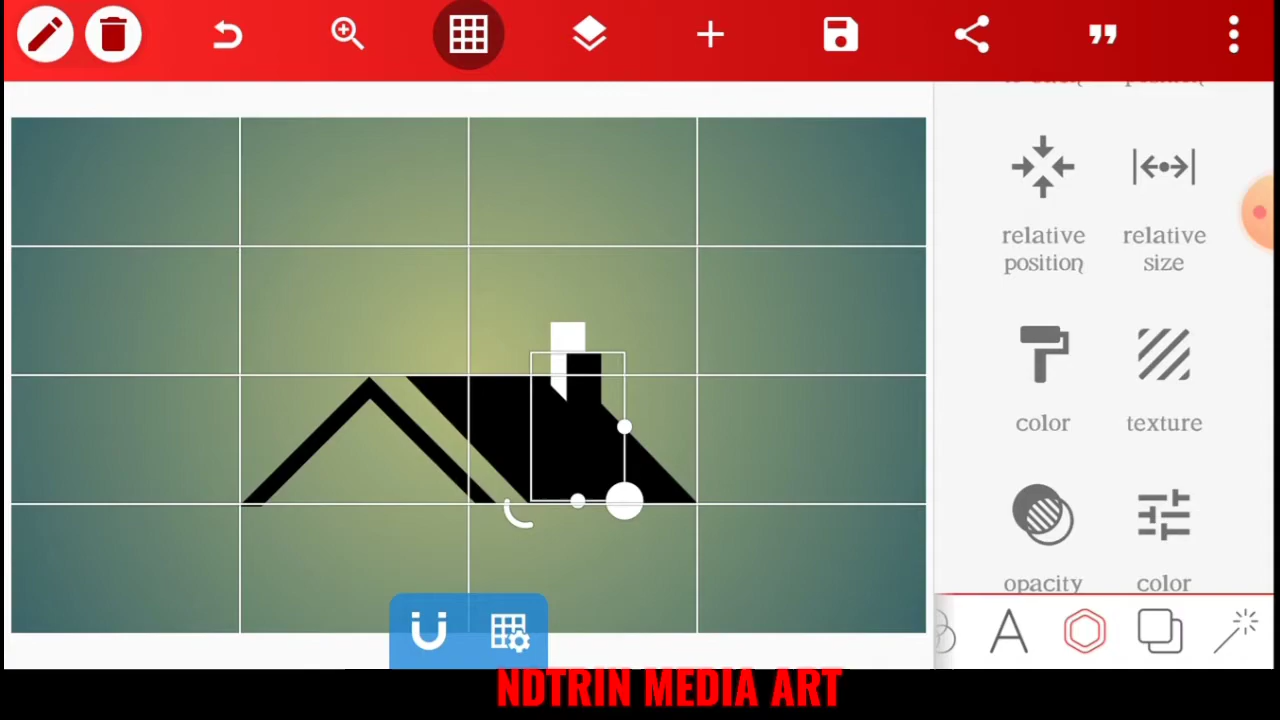 relative
position
relative
size
color
texture
opacity
color
NDTRIN MEDIA ART